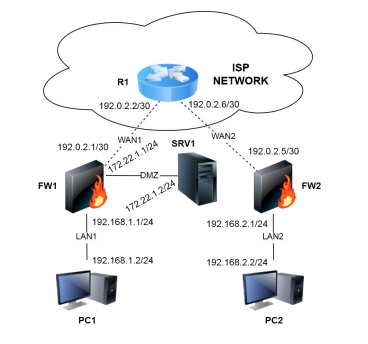 ISP
NETWORK
R1
192.0.2.2/30
192.0.2.6/30
WAN1
WAN2
192.0.2.1/30
172.22.1.1/24
SRV1
192.0.2.5/30
FW1
DMZ
172.22.1.2/24
FW2
192.168.1.1/24
192.168.2.1/24
LAN1
LAN2
192.168.1.2/24
192.168.2.2/24
PC1
PC2